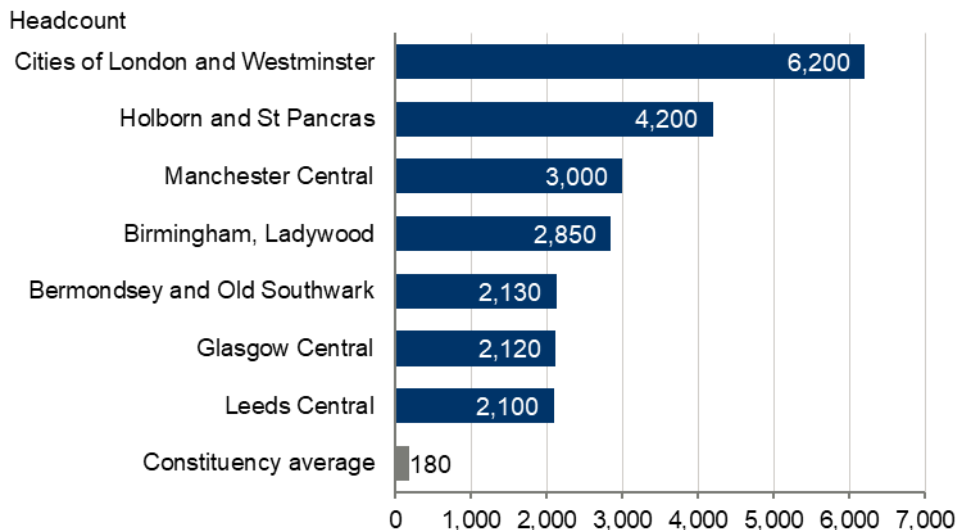 Headcount
Cities of London and Westminster 6,200
Holborn and St Pancras 4,200
Manchester Central 3,000
Birmingham, Ladywood 2,850
Bermondsey and Old Southwark 2,130
Glasgow Central 2,120
Leeds Central 2,100
Constituency average 180
0 1,000 2,000 3,000 4,000 5,000 6,000 7,000